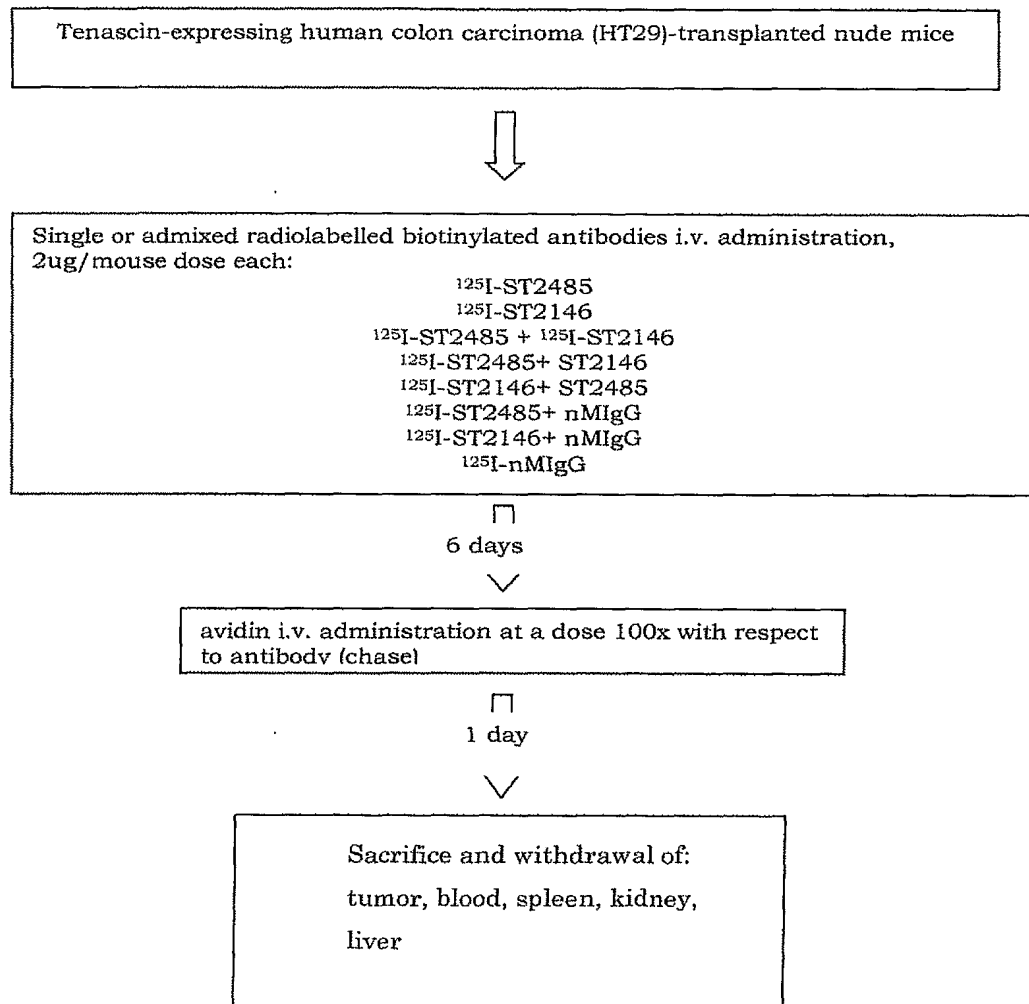 Tenascin-expressing human colon carcinoma (HT29)-transplanted nude mice
Single or admixed radiolabelled biotinylated antibodies i.v. administration,
2ug/mouse dose each:
¹²⁵I-ST2485
¹²⁵I-ST2146
¹²⁵I-ST2485 + ¹²⁵I-ST2146
¹²⁵I-ST2485+ ST2146
¹²⁵I-ST2146+ ST2485
¹²⁵I-ST2485+ nMIgG
¹²⁵I-ST2146+ nMIgG
¹²⁵I-nMIgG
6 days
avidin i.v. administration at a dose 100x with respect
to antibody (chase)
1 day
Sacrifice and withdrawal of:
tumor, blood, spleen, kidney,
liver